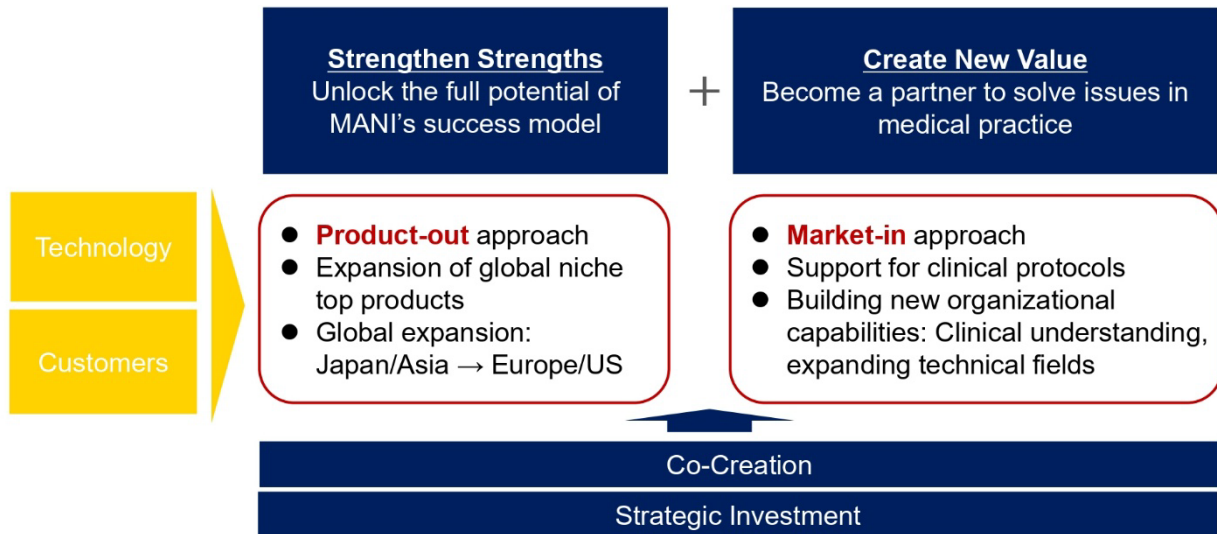 Strengthen Strengths
Unlock the full potential of
MANI's success model
+
Create New Value
Become a partner to solve issues in
medical practice
Technology
Customers
● Product-out approach
● Expansion of global niche
top products
● Global expansion:
Japan/Asia → Europe/US
● Market-in approach
● Support for clinical protocols
● Building new organizational
capabilities: Clinical understanding,
expanding technical fields
Co-Creation
Strategic Investment